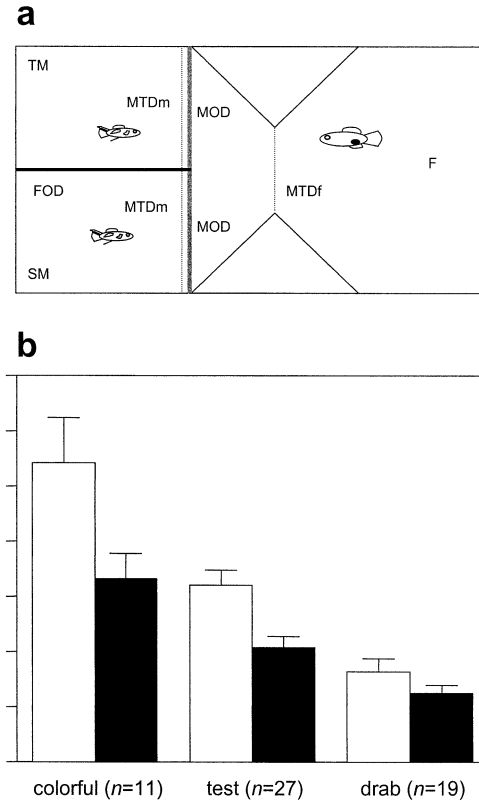 a
TM
MTDm
MOD
F
FOD
MTDm
MTDf
MOD
SM
b
colorful (n=11) test (n=27) drab (n=19)